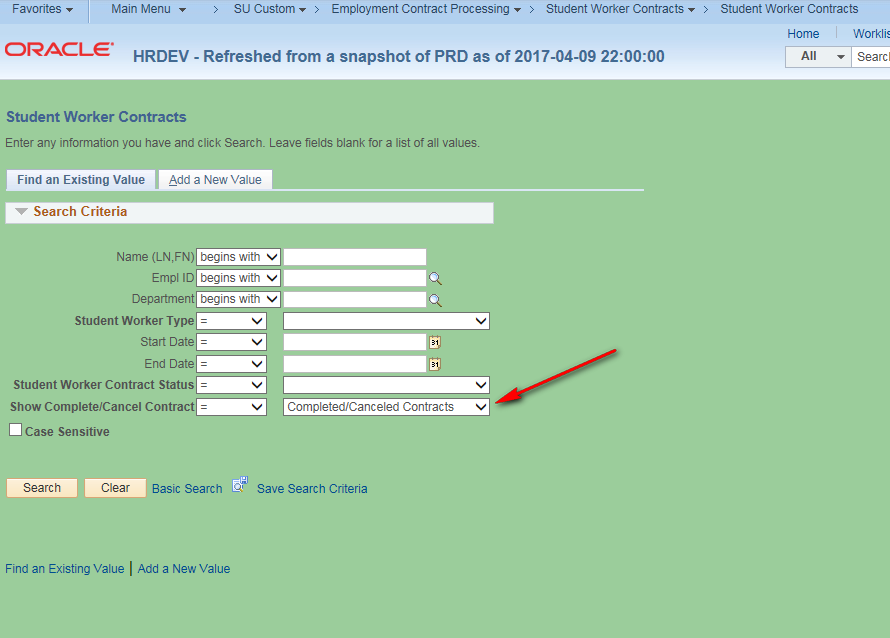 Favorites Main Menu > SU Custom > Employment Contract Processing > Student Worker Contracts > Student Worker Contracts
Home
ORACLE®
HRDEV - Refreshed from a snapshot of PRD as of 2017-04-09 22:00:00
All
Student Worker Contracts
Enter any information you have and click Search. Leave fields blank for a list of all values.
Find an Existing Value Add a New Value
Search Criteria
Name (LN,FN) begins with
Empl ID begins with
Department begins with
Student Worker Type =
Start Date = 31
End Date = 31
Student Worker Contract Status =
Show Complete/Cancel Contract = Completed/Canceled Contracts
Case Sensitive
Search Clear Basic Search Save Search Criteria
Find an Existing Value | Add a New Value